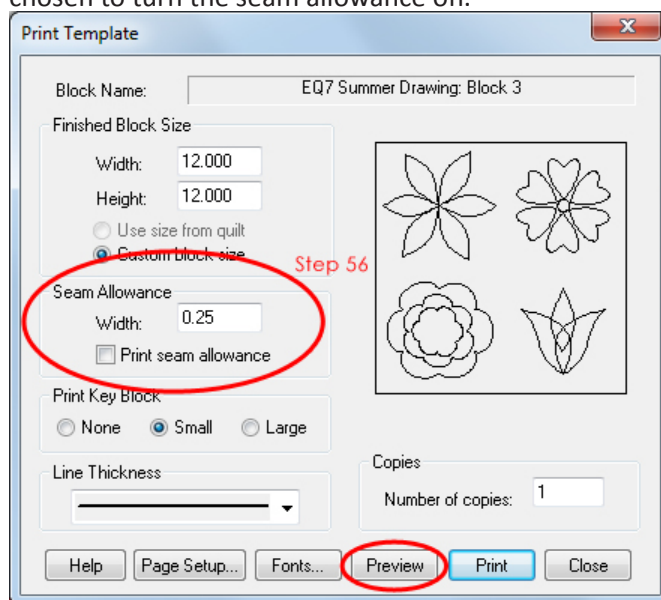 chosen to turn the seam allowance on.
Print Template
Block Name: EQ7 Summer Drawing: Block 3
Finished Block Size
Width: 12.000
Height: 12.000
Use size from quilt
Custom block size
Step 56
Seam Allowance
Width: 0.25
Print seam allowance
Print Key Block
None Small Large
Line Thickness
Copies
Number of copies: 1
Help Page Setup... Fonts... Preview Print Close